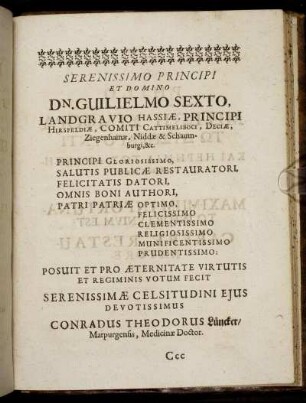 SERENISSIMO PRINCIPI
ET DOMINO
DN. GUILIELMO SEXTO,
LANDGRAVIO HASSIÆ, PRINCIPI
HIRSFELDIÆ, COMITI CATTIMELIBOCI, DECIÆ,
Ziegenhainæ, Niddæ & Schaum-
burgi, &c.
PRINCIPI GLORIOSISSIMO,
SALUTIS PUBLICÆ RESTAURATORI,
FELICITATIS DATORI,
OMNIS BONI AUTHORI,
PATRI PATRIÆ OPTIMO,
FELICISSIMO
CLEMENTISSIMO
RELIGIOSISSIMO
MUNIFICENTISSIMO
PRUDENTISSIMO;
POSUIT ET PRO ÆTERNITATE VIRTUTIS
ET REGIMINIS VOTUM FECIT
SERENISSIMÆ CELSITUDINI EJUS
DEVOTISSIMUS
CONRADUS THEODORUS Lüncker/
Marpurgensis, Medicinæ Doctor.
Ccc